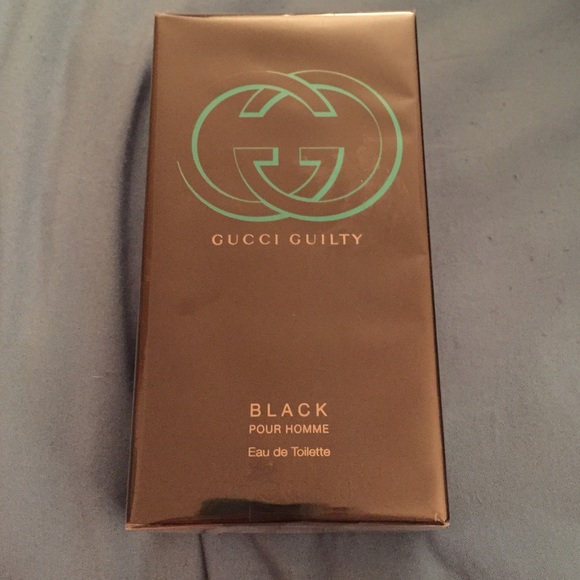 GUCCI GUILTY
BLACK
POUR HOMME
Eau de Toilette